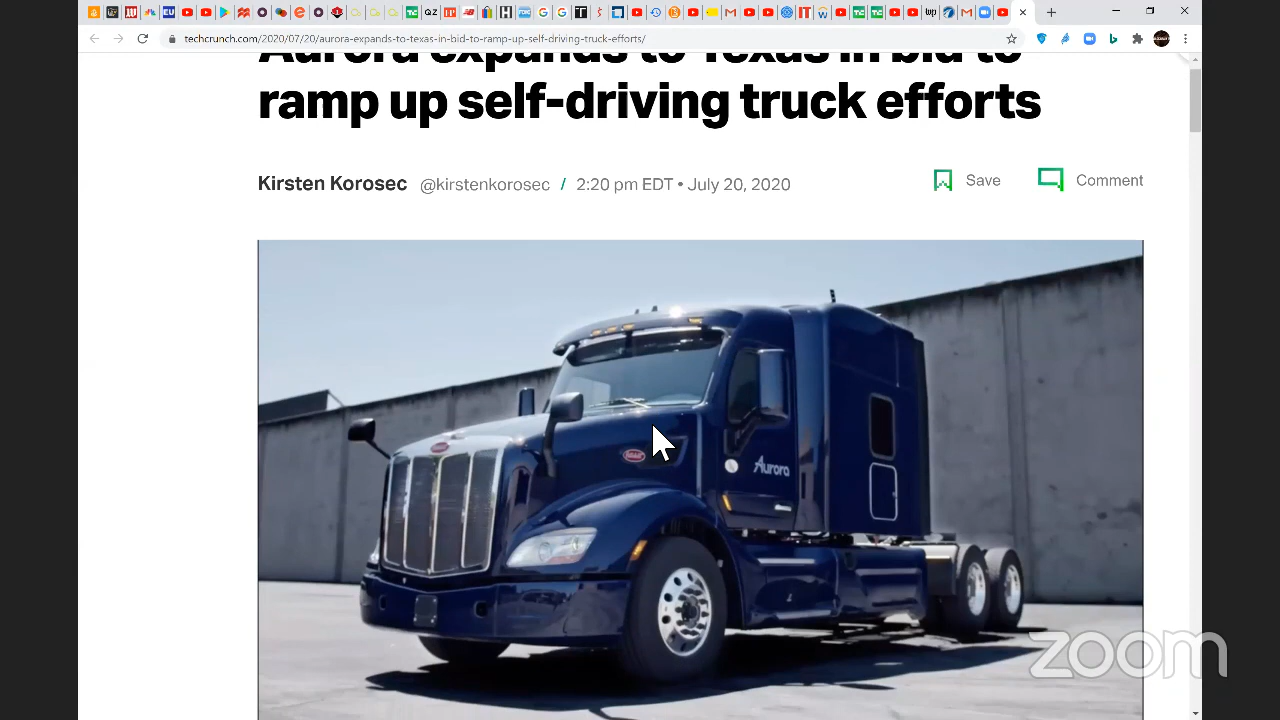 techcrunch.com/2020/07/20/aurora-expands-to-texas-in-bid-to-ramp-up-self-driving-truck-efforts/
Aurora expands to Texas in bid to
ramp up self-driving truck efforts
Kirsten Korosec @kirstenkorosec / 2:20 pm EDT • July 20, 2020
Save
Comment
Aurora
zoom